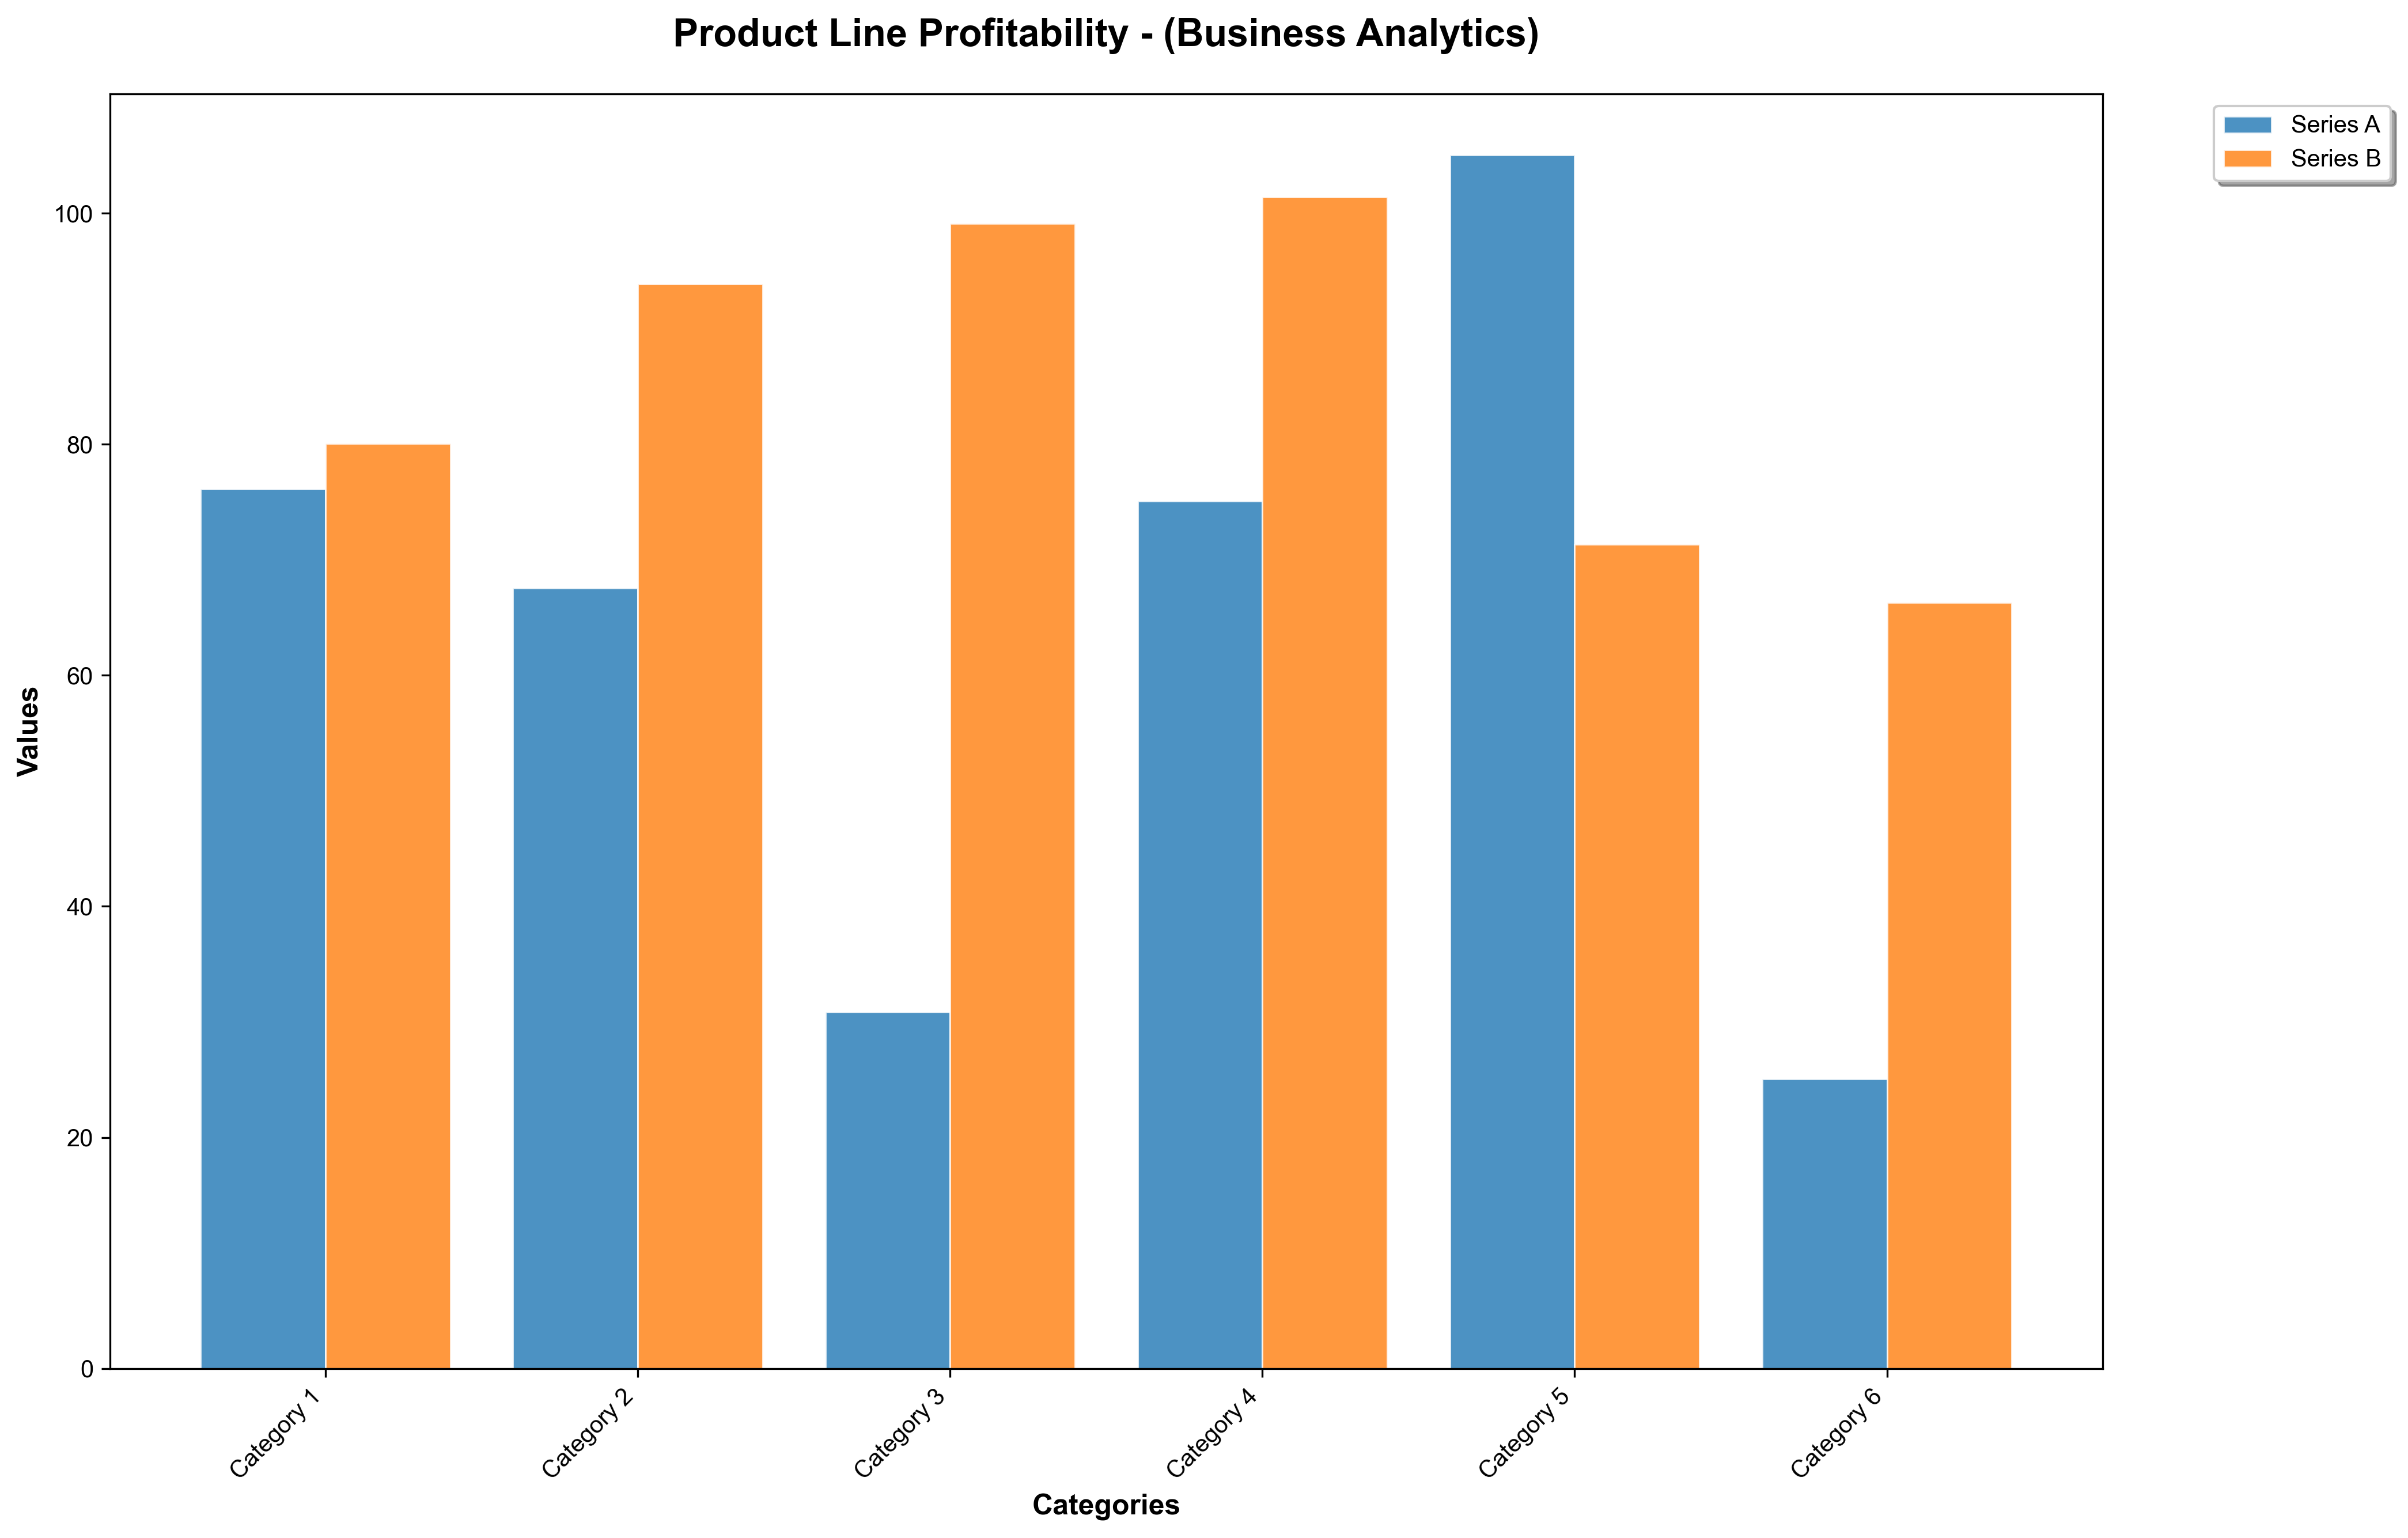 Product Line Profitability - (Business Analytics)
Series A
Series B
Values
100
80
60
40
20
0
Category 1
Category 2
Category 3
Category 4
Category 5
Category 6
Categories